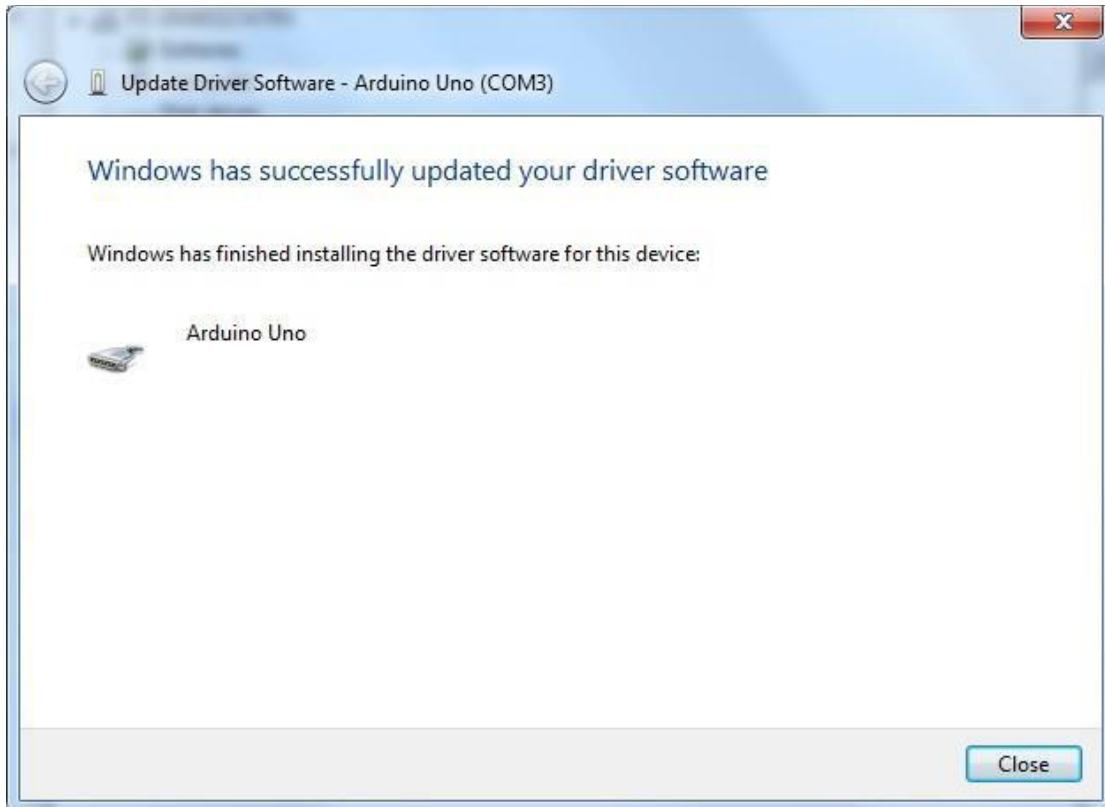 Update Driver Software - Arduino Uno (COM3)
Windows has successfully updated your driver software
Windows has finished installing the driver software for this device:
Arduino Uno
Close